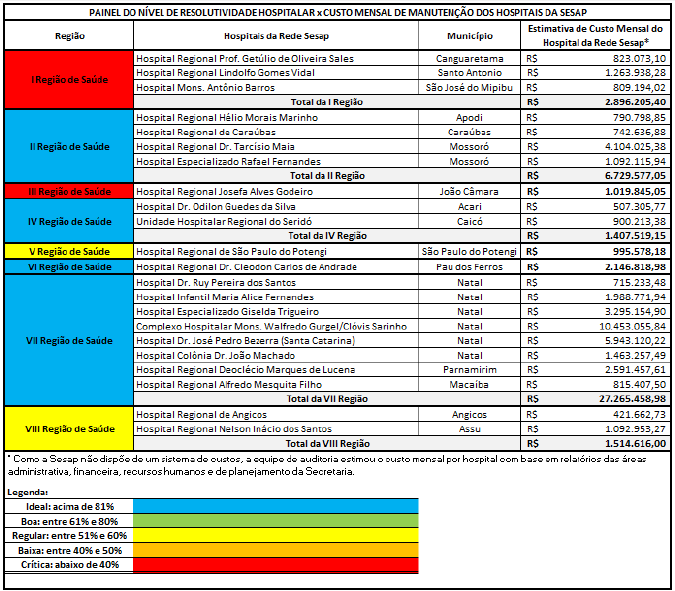 PAINEL DO NÍVEL DE RESOLUTIVIDADE HOSPITALAR x CUSTO MENSAL DE MANUTENÇÃO DOS HOSPITAIS DA SESAP
Região Hospitais da Rede Sesap Município Estimativa de Custo Mensal do Hospital da Rede Sesap*
I Região de Saúde
Hospital Regional Prof. Getúlio de Oliveira Sales Canguaretama R$ 823.073,10
Hospital Regional Lindolfo Gomes Vidal Santo Antonio R$ 1.263.938,28
Hospital Mons. Antônio Barros São José do Mipibu R$ 809.194,02
Total da I Região R$ 2.896.205,40
II Região de Saúde
Hospital Regional Hélio Morais Marinho Apodi R$ 790.798,85
Hospital Regional de Caraúbas Caraúbas R$ 742.636,88
Hospital Regional Dr. Tarcísio Maia Mossoró R$ 4.104.025,38
Hospital Especializado Rafael Fernandes Mossoró R$ 1.092.115,94
Total da II Região R$ 6.729.577,05
III Região de Saúde Hospital Regional Josefa Alves Godeiro João Câmara R$ 1.019.845,05
IV Região de Saúde
Hospital Dr. Odilon Guedes da Silva Acari R$ 507.305,77
Unidade Hospitalar Regional do Seridó Caicó R$ 900.213,38
Total da IV Região R$ 1.407.519,15
V Região de Saúde Hospital Regional de São Paulo do Potengi São Paulo do Potengi R$ 995.578,18
VI Região de Saúde Hospital Regional Dr. Cleodon Carlos de Andrade Pau dos Ferros R$ 2.146.818,98
VII Região de Saúde
Hospital Dr. Ruy Pereira dos Santos Natal R$ 715.233,48
Hospital Infantil Maria Alice Fernandes Natal R$ 1.988.771,94
Hospital Especializado Giselda Trigueiro Natal R$ 3.295.154,90
Complexo Hospitalar Mons. Walfredo Gurgel/Clóvis Sarinho Natal R$ 10.453.055,84
Hospital Dr. José Pedro Bezerra (Santa Catarina) Natal R$ 5.943.120,22
Hospital Colônia Dr. João Machado Natal R$ 1.463.257,49
Hospital Regional Deoclécio Marques de Lucena Parnamirim R$ 2.591.457,61
Hospital Regional Alfredo Mesquita Filho Macaíba R$ 815.407,50
Total da VII Região R$ 27.265.458,98
VIII Região de Saúde
Hospital Regional de Angicos Angicos R$ 421.662,73
Hospital Regional Nelson Inácio dos Santos Assu R$ 1.092.953,27
Total da VIII Região R$ 1.514.616,00
* Como a Sesap não dispõe de um sistema de custos, a equipe de auditoria estimou o custo mensal por hospital com base em relatórios das áreas
administrativa, financeira, recursos humanos e de planejamento da Secretaria.
Legenda:
Ideal: acima de 81%
Boa: entre 61% e 80%
Regular: entre 51% e 60%
Baixa: entre 40% e 50%
Crítica: abaixo de 40%